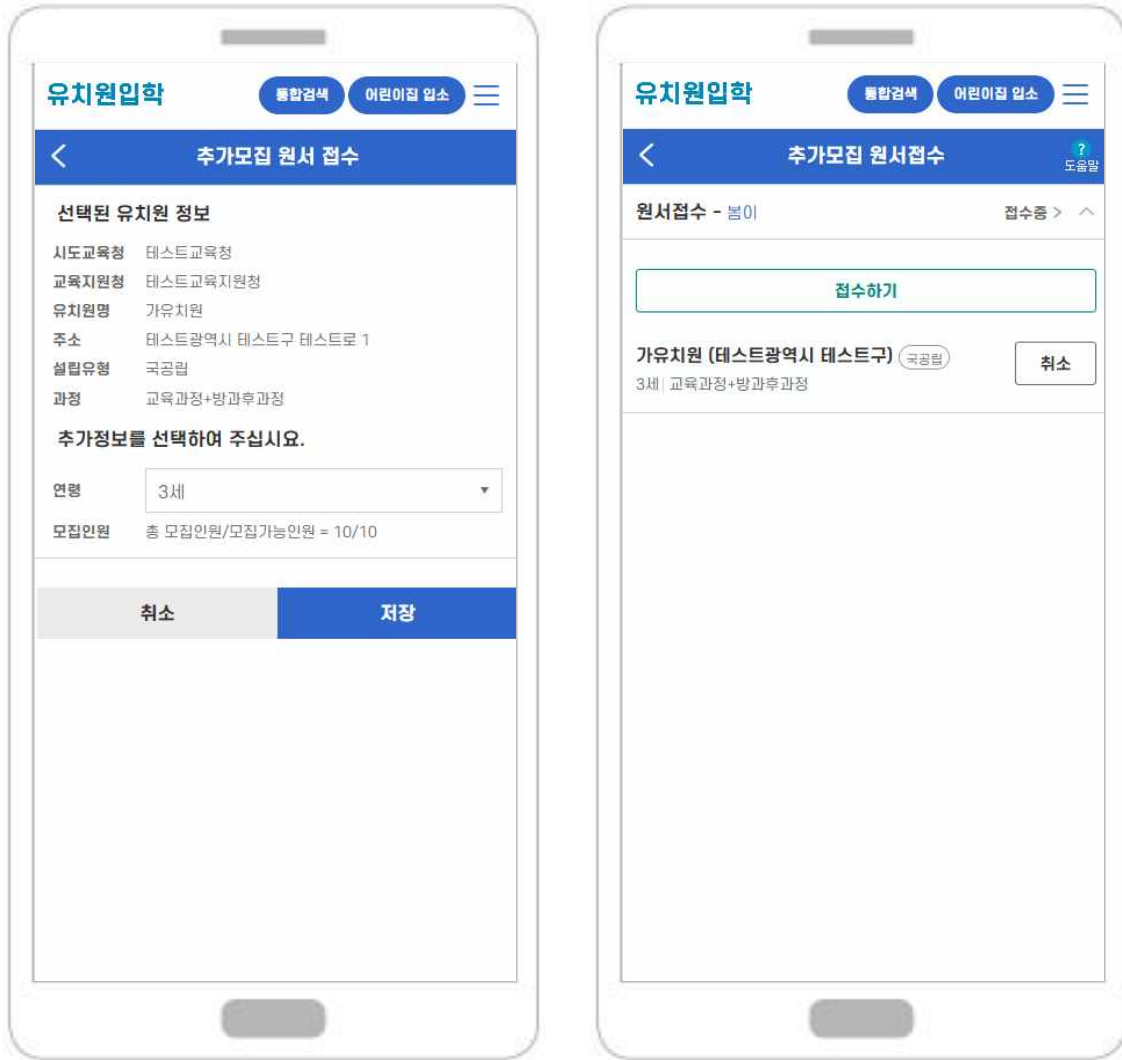 유치원입학 통합검색 어린이집 입소
추가모집 원서 접수
선택된 유치원 정보
시도교육청 테스트교육청
교육지원청 테스트교육지원청
유치원명 가유치원
주소 테스트광역시 테스트구 테스트로 1
설립유형 국공립
과정 교육과정+방과후과정
추가정보를 선택하여 주십시요.
연령 3세
모집인원 총 모집인원/모집가능인원 = 10/10
취소 저장
유치원입학 통합검색 어린이집 입소
추가모집 원서접수 ? 도움말
원서접수 - 봄이 접수중 >
접수하기
가유치원 (테스트광역시 테스트구) 국공립 취소
3세| 교육과정+방과후과정